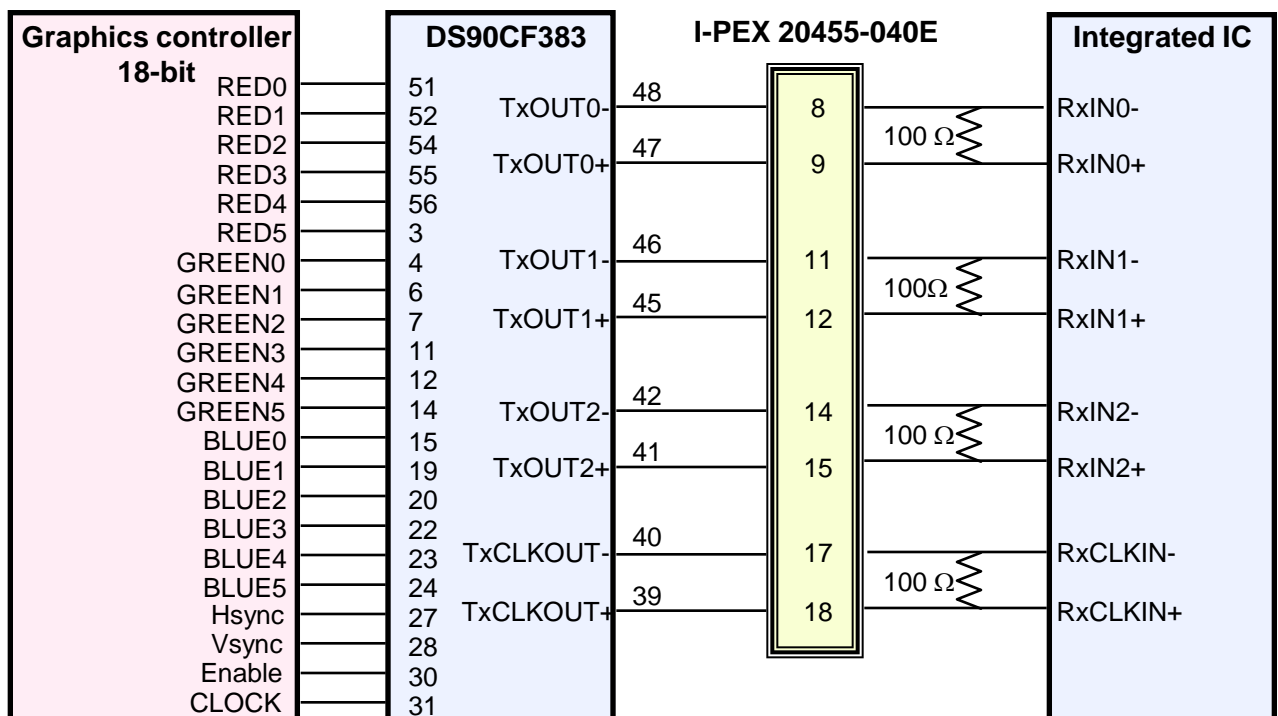 Graphics controller
18-bit
RED0
RED1
RED2
RED3
RED4
RED5
GREEN0
GREEN1
GREEN2
GREEN3
GREEN4
GREEN5
BLUE0
BLUE1
BLUE2
BLUE3
BLUE4
BLUE5
Hsync
Vsync
Enable
CLOCK
DS90CF383
51
52
54
55
56
3
4
6
7
11
12
14
15
19
20
22
23
24
27
28
30
31
TxOUT0-
TxOUT0+
TxOUT1-
TxOUT1+
TxOUT2-
TxOUT2+
TxCLKOUT-
TxCLKOUT+
48
47
46
45
42
41
40
39
I-PEX 20455-040E
8
9
11
12
14
15
17
18
100 Ω
100Ω
100 Ω
100 Ω
Integrated IC
RxIN0-
RxIN0+
RxIN1-
RxIN1+
RxIN2-
RxIN2+
RxCLKIN-
RxCLKIN+